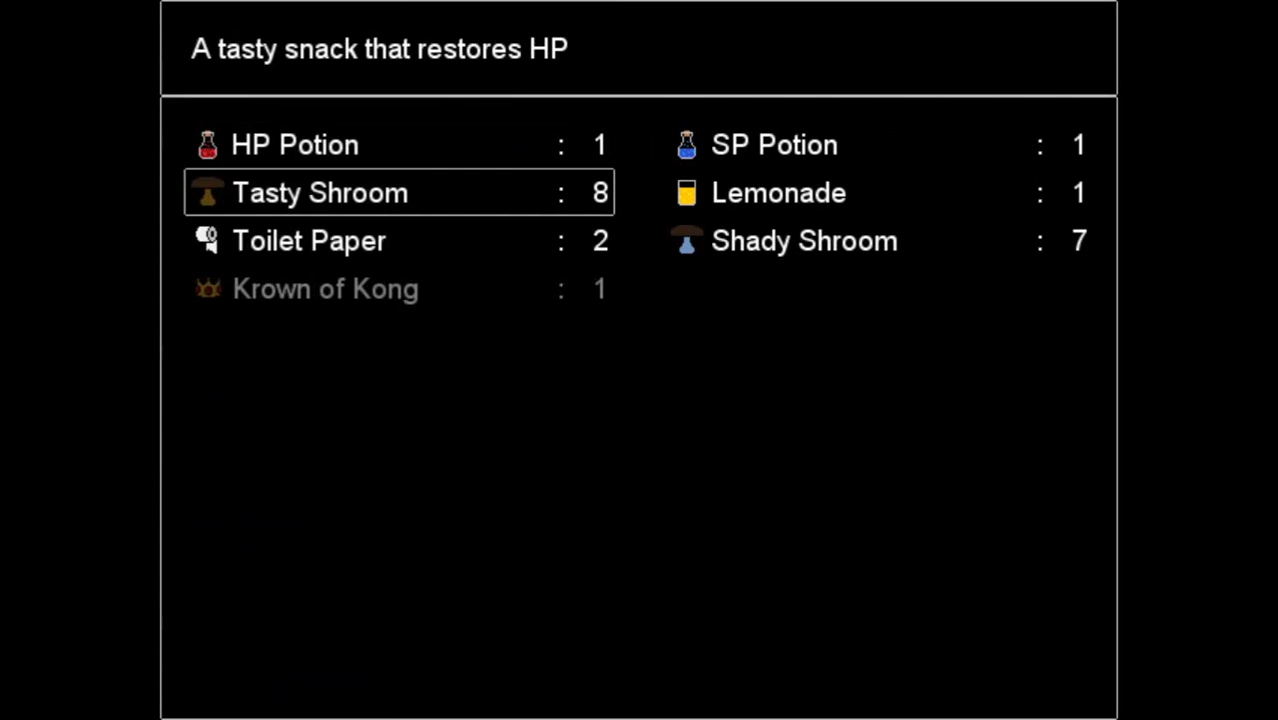 A tasty snack that restores HP
HP Potion : 1 SP Potion : 1
Tasty Shroom : 8 Lemonade : 1
Toilet Paper : 2 Shady Shroom : 7
Krown of Kong : 1